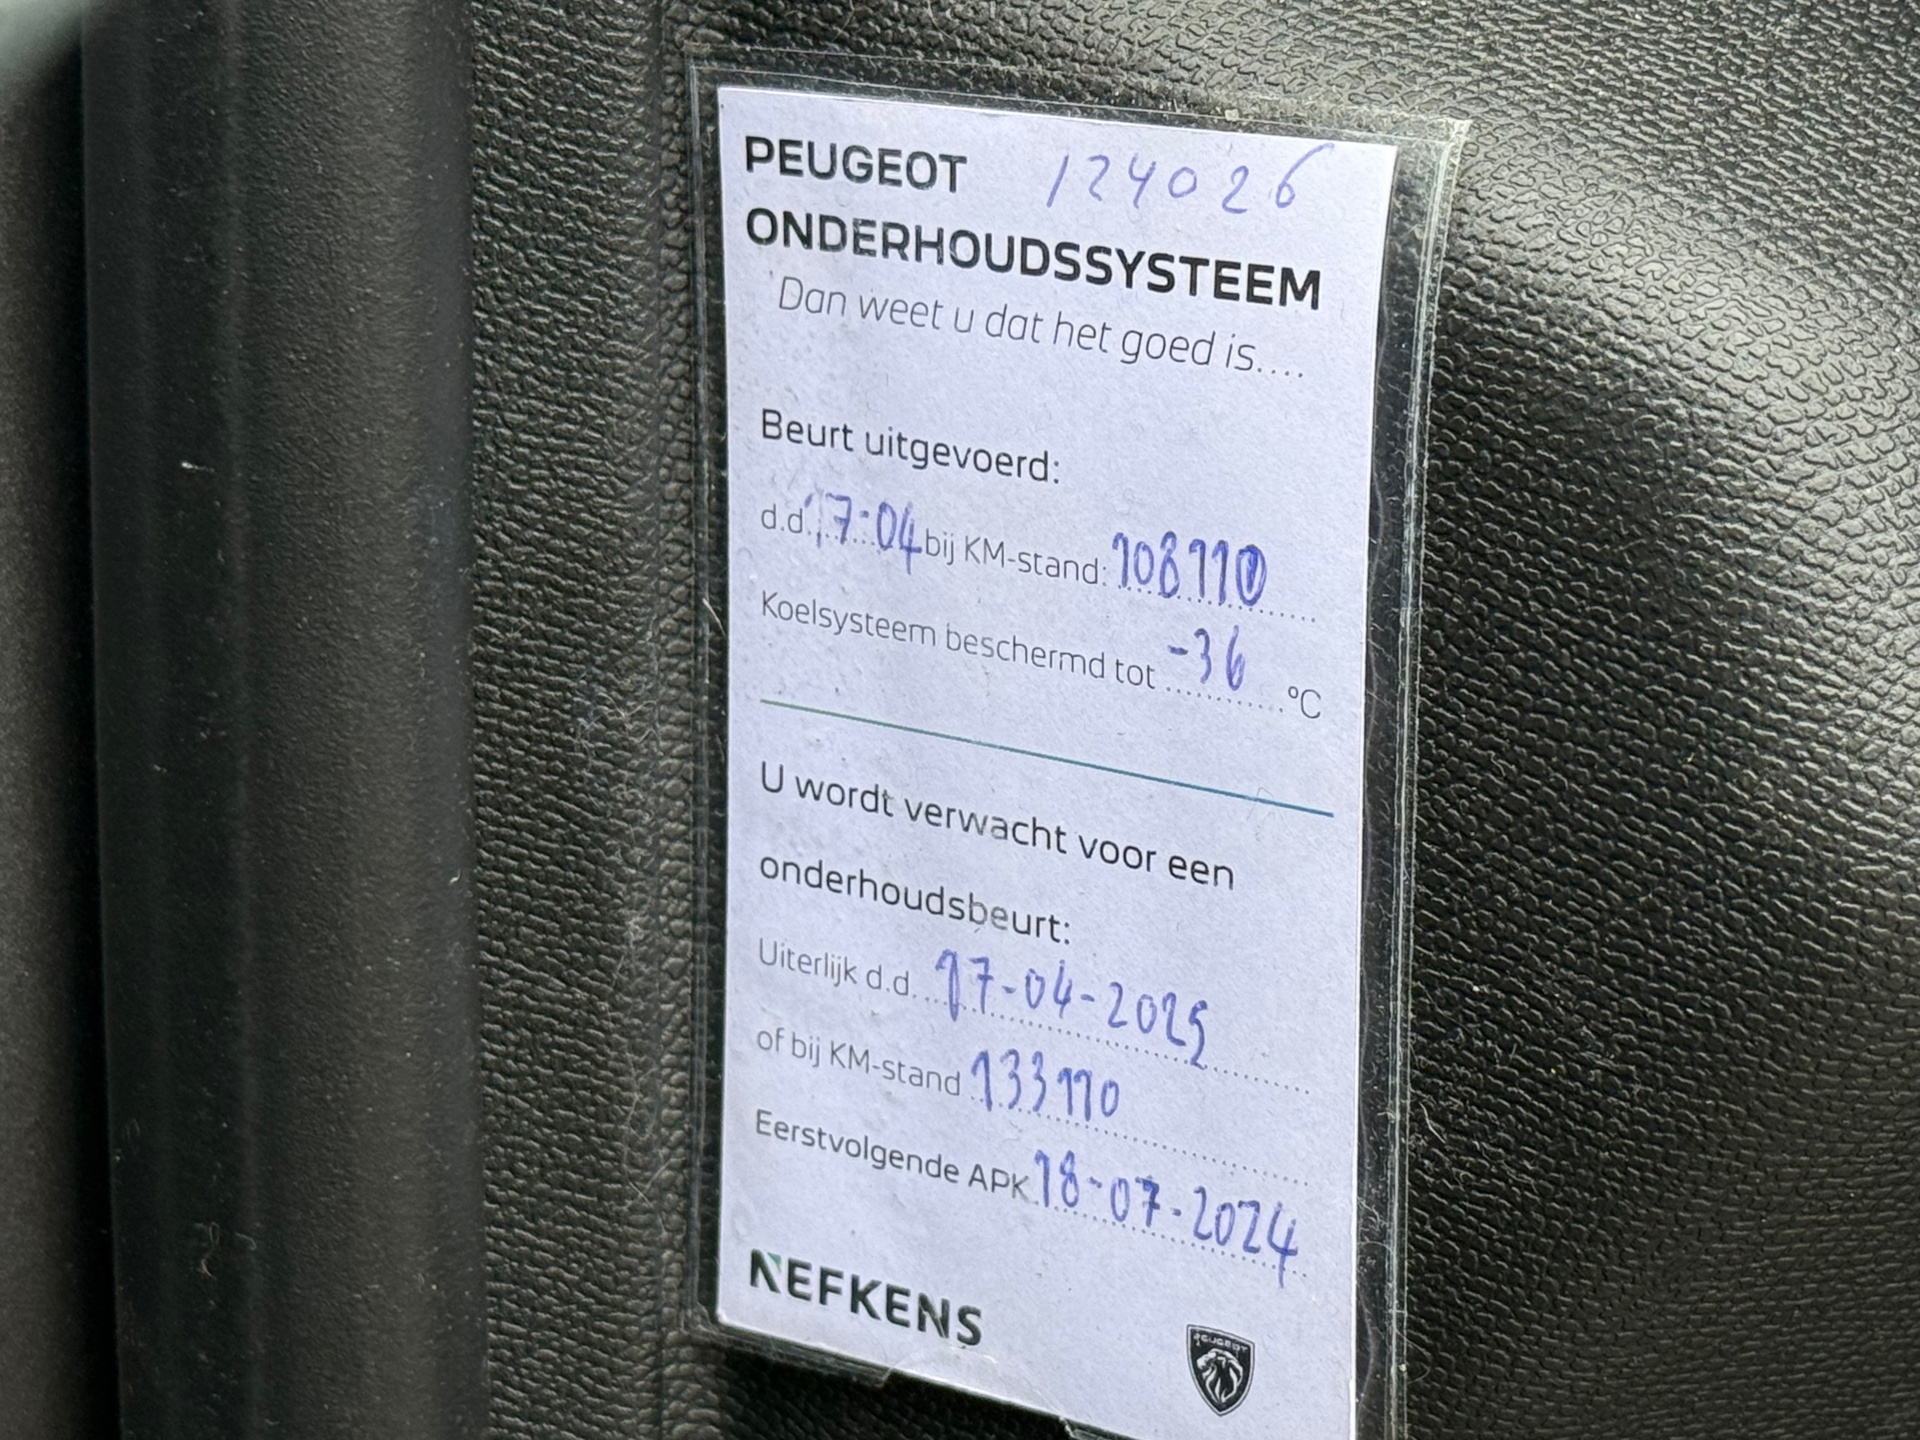 PEUGEOT 124026
ONDERHOUDSSYSTEEM
Dan weet u dat het goed is....
Beurt uitgevoerd:
d.d. 17-04 bij KM-stand: 108110
Koelsysteem beschermd tot -36 °C
U wordt verwacht voor een
onderhoudsbeurt:
Uiterlijk d.d. 17-04-2025
of bij KM-stand 133110
Eerstvolgende APK 18-07-2024
NEFKENS
PEUGEOT